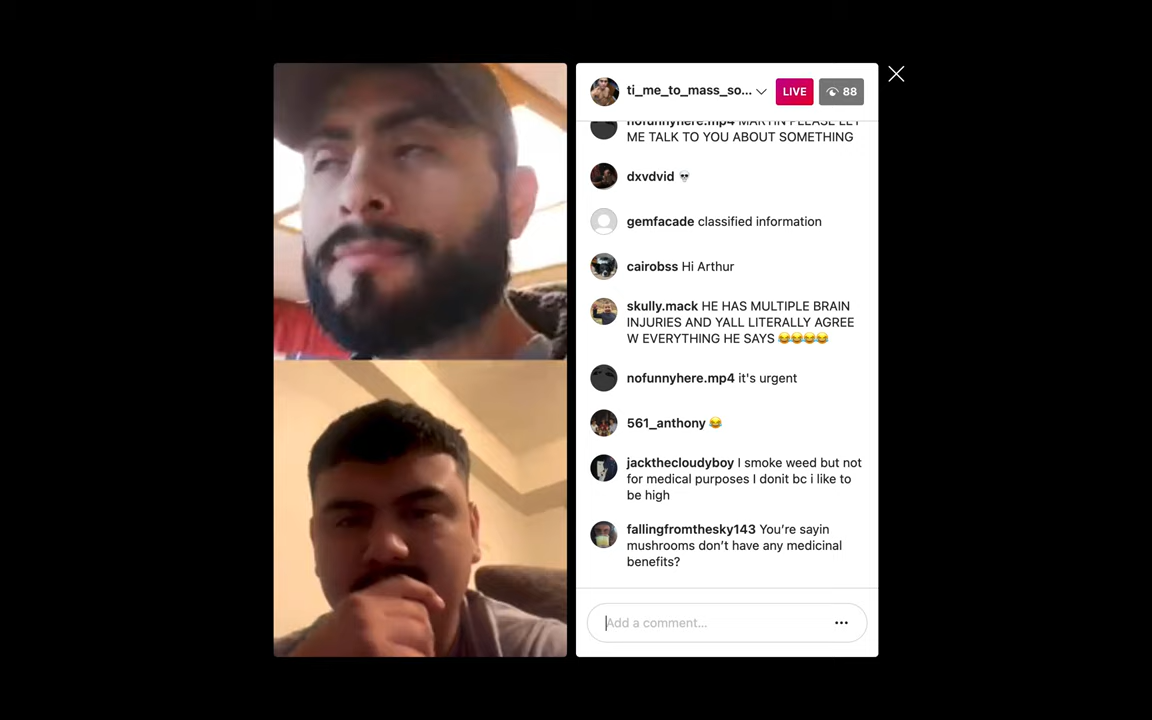 ti_me_to_mass_so...
LIVE
88
nofunnyhere.mp4 MARTIN PLEASE LET
ME TALK TO YOU ABOUT SOMETHING
dxvdvid 💀
gemfacade classified information
cairobss Hi Arthur
skully.mack HE HAS MULTIPLE BRAIN
INJURIES AND YALL LITERALLY AGREE
W EVERYTHING HE SAYS 😂😂😂😂
nofunnyhere.mp4 it's urgent
561_anthony 😂
jackthecloudyboy I smoke weed but not
for medical purposes I donit bc i like to
be high
fallingfromthesky143 You're sayin
mushrooms don't have any medicinal
benefits?
Add a comment...